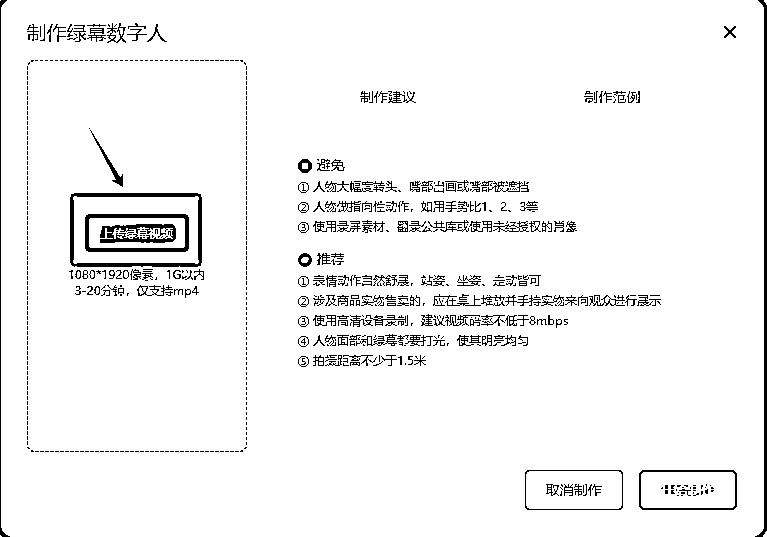 制作绿幕数字人
制作建议
制作范例
避免
① 人物大幅度转头、嘴部出画或嘴部被遮挡
② 人物做指向性动作，如用手势比1、2、3等
③ 使用录屏素材、翻录公共库或使用未经授权的肖像
上传绿幕视频
1080*1920像素，1G以内
3-20分钟，仅支持mp4
推荐
① 表情动作自然舒展，站姿、坐姿、走动皆可
② 涉及商品实物售卖的，应在桌上堆放并手持实物来向观众进行展示
③ 使用高清设备录制，建议视频码率不低于8mbps
④ 人物面部和绿幕都要打光，使其明亮均匀
⑤ 拍摄距离不少于1.5米
取消制作